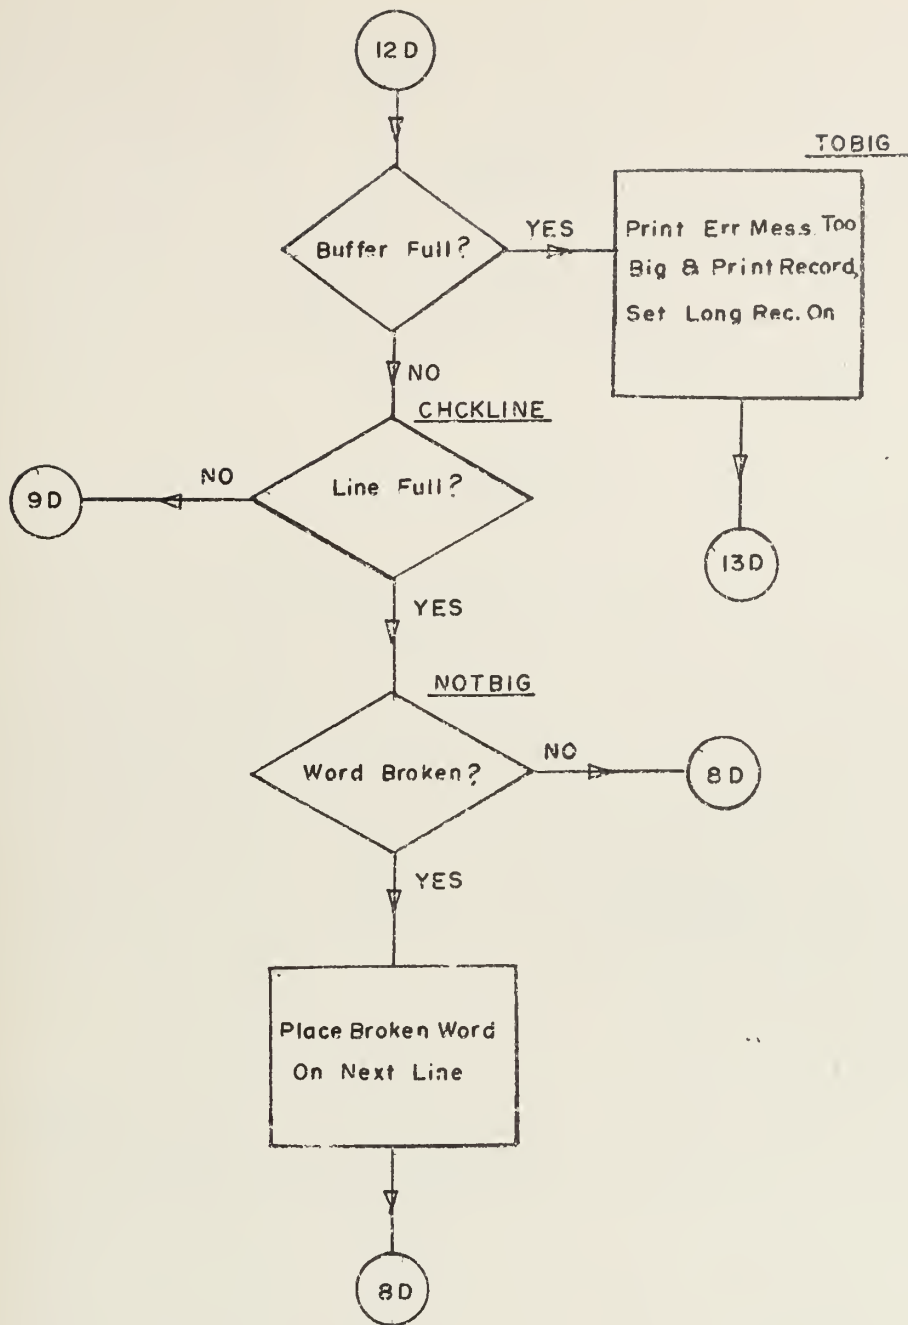 12D
TOBIG
Buffer Full?
YES
Print Err Mess. Too
Big & Print Record,
Set Long Rec. On
NO
CHCKLINE
Line Full?
NO
9D
13D
YES
NOTBIG
Word Broken?
NO
8D
YES
Place Broken Word
On Next Line
8D